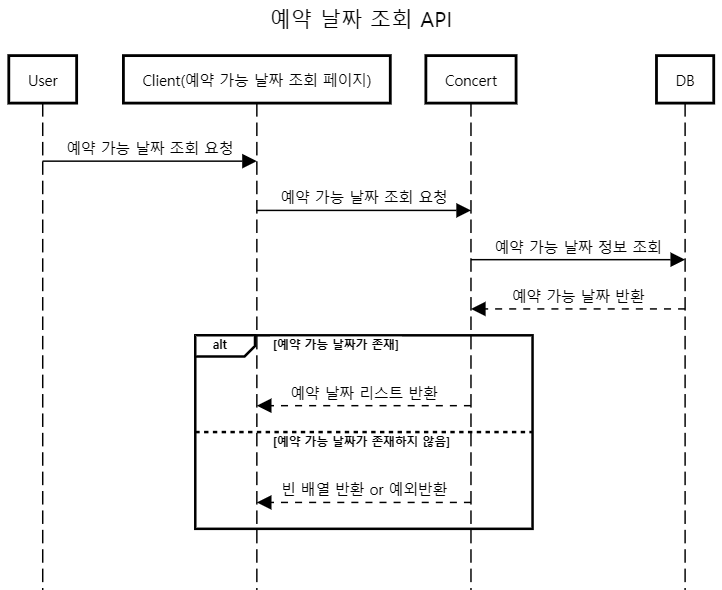 예약 날짜 조회 API
User
Client(예약 가능 날짜 조회 페이지)
Concert
DB
예약 가능 날짜 조회 요청
예약 가능 날짜 조회 요청
예약 가능 날짜 정보 조회
예약 가능 날짜 반환
alt
[예약 가능 날짜가 존재]
예약 날짜 리스트 반환
[예약 가능 날짜가 존재하지 않음]
빈 배열 반환 or 예외반환